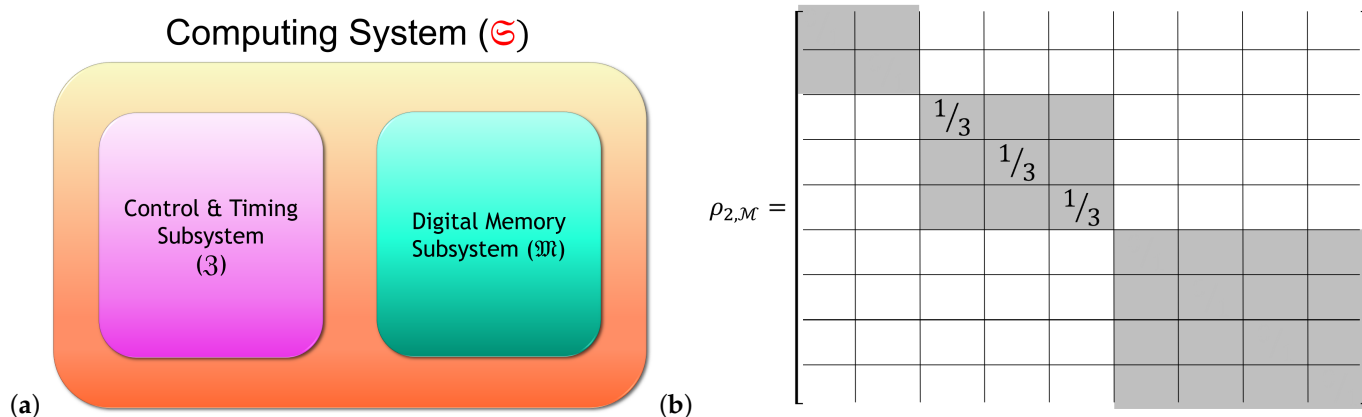 Computing System (𝔖)
Control & Timing
Subsystem
(ℨ)
Digital Memory
Subsystem (𝔐)
(a)
(b)
ρ₂,ℳ =
1/3
1/3
1/3